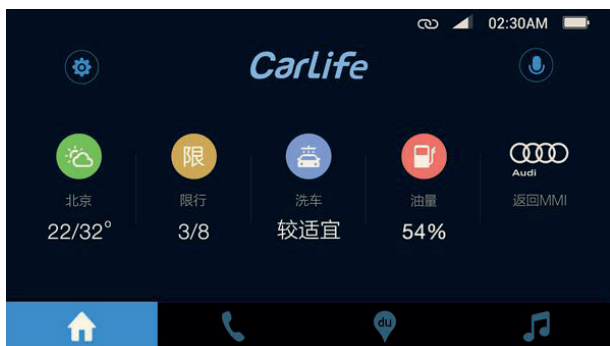 02:30AM
CarLife
限
Audi
北京
限行
洗车
油量
返回MMI
22/32°
3/8
较适宜
54%
du